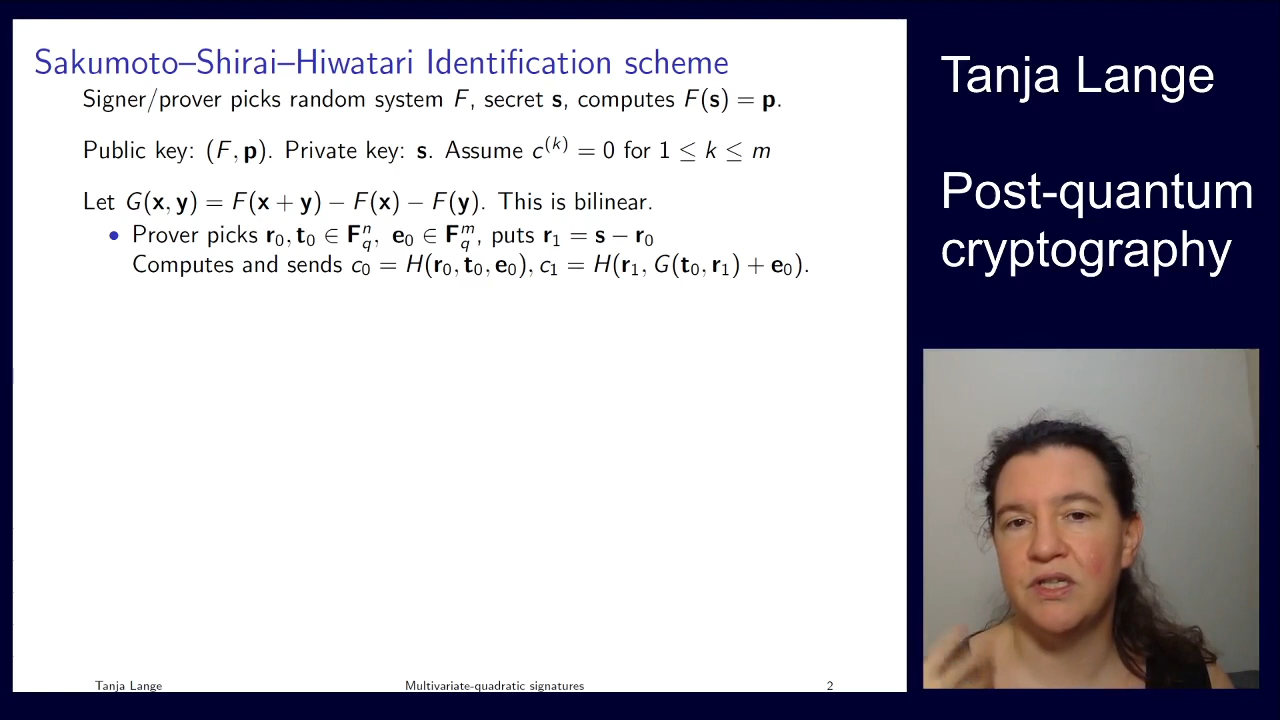 Sakumoto–Shirai–Hiwatari Identification scheme
Signer/prover picks random system F, secret s, computes F(s) = p.
Public key: (F, p). Private key: s. Assume c^(k) = 0 for 1 ≤ k ≤ m
Let G(x, y) = F(x + y) − F(x) − F(y). This is bilinear.
• Prover picks r₀, t₀ ∈ F_q^n, e₀ ∈ F_q^m, puts r₁ = s − r₀
Computes and sends c₀ = H(r₀, t₀, e₀), c₁ = H(r₁, G(t₀, r₁) + e₀).
Tanja Lange
Multivariate-quadratic signatures
2
Tanja Lange
Post-quantum
cryptography